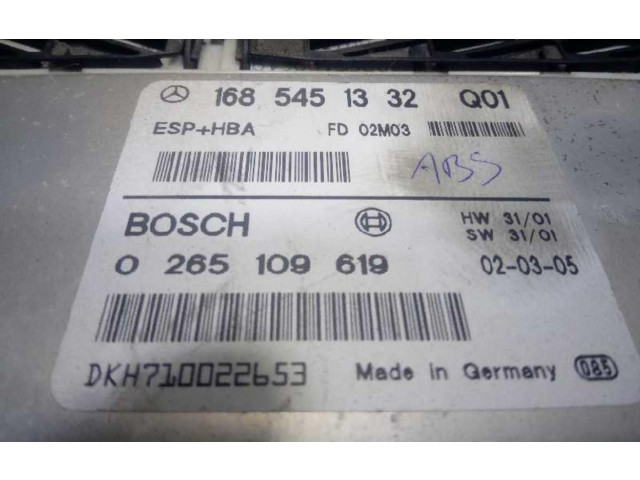 168 545 13 32 Q01
ESP+HBA FD 02M03
ABS
BOSCH HW 31/01
SW 31/01
0 265 109 619 02-03-05
DKH710022653 Made in Germany 085